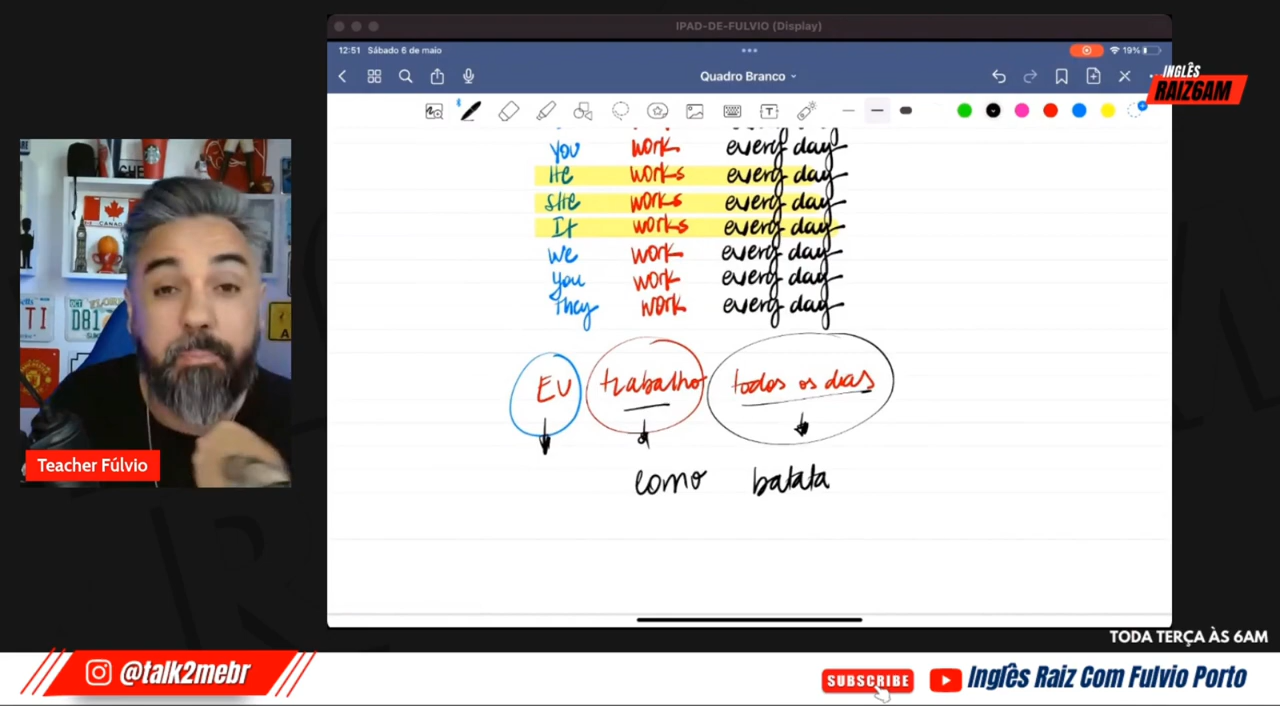 IPAD-DE-FULVIO (Display)
12:51 Sábado 6 de maio
19%
Quadro Branco
INGLÊS
RAIZ6AM
T
you work every day
He works every day
she works every day
It works every day
we work every day
you work every day
they work every day
EU trabalho todos os dias
como batata
CANADA
Teacher Fúlvio
TODA TERÇA ÀS 6AM
@talk2mebr
SUBSCRIBE
Inglês Raiz Com Fulvio Porto